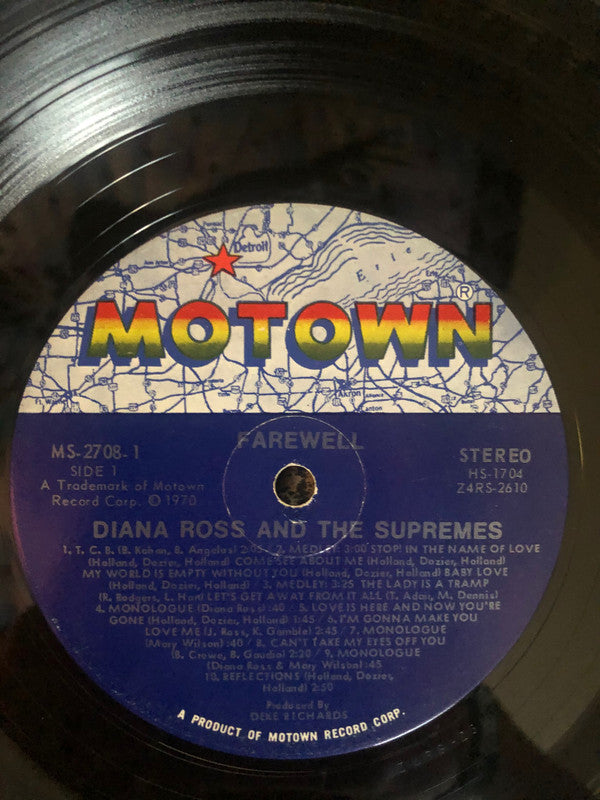 Detroit
Erie
MOTOWN®
Akron
FAREWELL
MS-2708-1
SIDE 1
A Trademark of Motown
Record Corp. © 1970
STEREO
HS-1704
Z4RS-2610
DIANA ROSS AND THE SUPREMES
1. T. C. B. (B. Kohan, B. Angelos) 2:05 2. MEDLEY: 3:00 STOP! IN THE NAME OF LOVE
(Holland, Dozier, Holland) COME SEE ABOUT ME (Holland, Dozier, Holland)
MY WORLD IS EMPTY WITHOUT YOU (Holland, Dozier, Holland) BABY LOVE
(Holland, Dozier, Holland) 3. MEDLEY: 3:25 THE LADY IS A TRAMP
(R. Rodgers, L. Hart) LET'S GET AWAY FROM IT ALL (T. Adair, M. Dennis)
4. MONOLOGUE (Diana Ross) :40 / 5. LOVE IS HERE AND NOW YOU'RE
GONE (Holland, Dozier, Holland) 1:45 / 6. I'M GONNA MAKE YOU
LOVE ME (J. Ross, K. Gamble) 2:45 / 7. MONOLOGUE
(Mary Wilson) :40 / 8. CAN'T TAKE MY EYES OFF YOU
(B. Crewe, B. Gaudio) 2:20 / 9. MONOLOGUE
(Diana Ross & Mary Wilson) :45
10. REFLECTIONS (Holland, Dozier,
Holland) 2:50
Produced by
DEKE RICHARDS
A PRODUCT OF MOTOWN RECORD CORP.